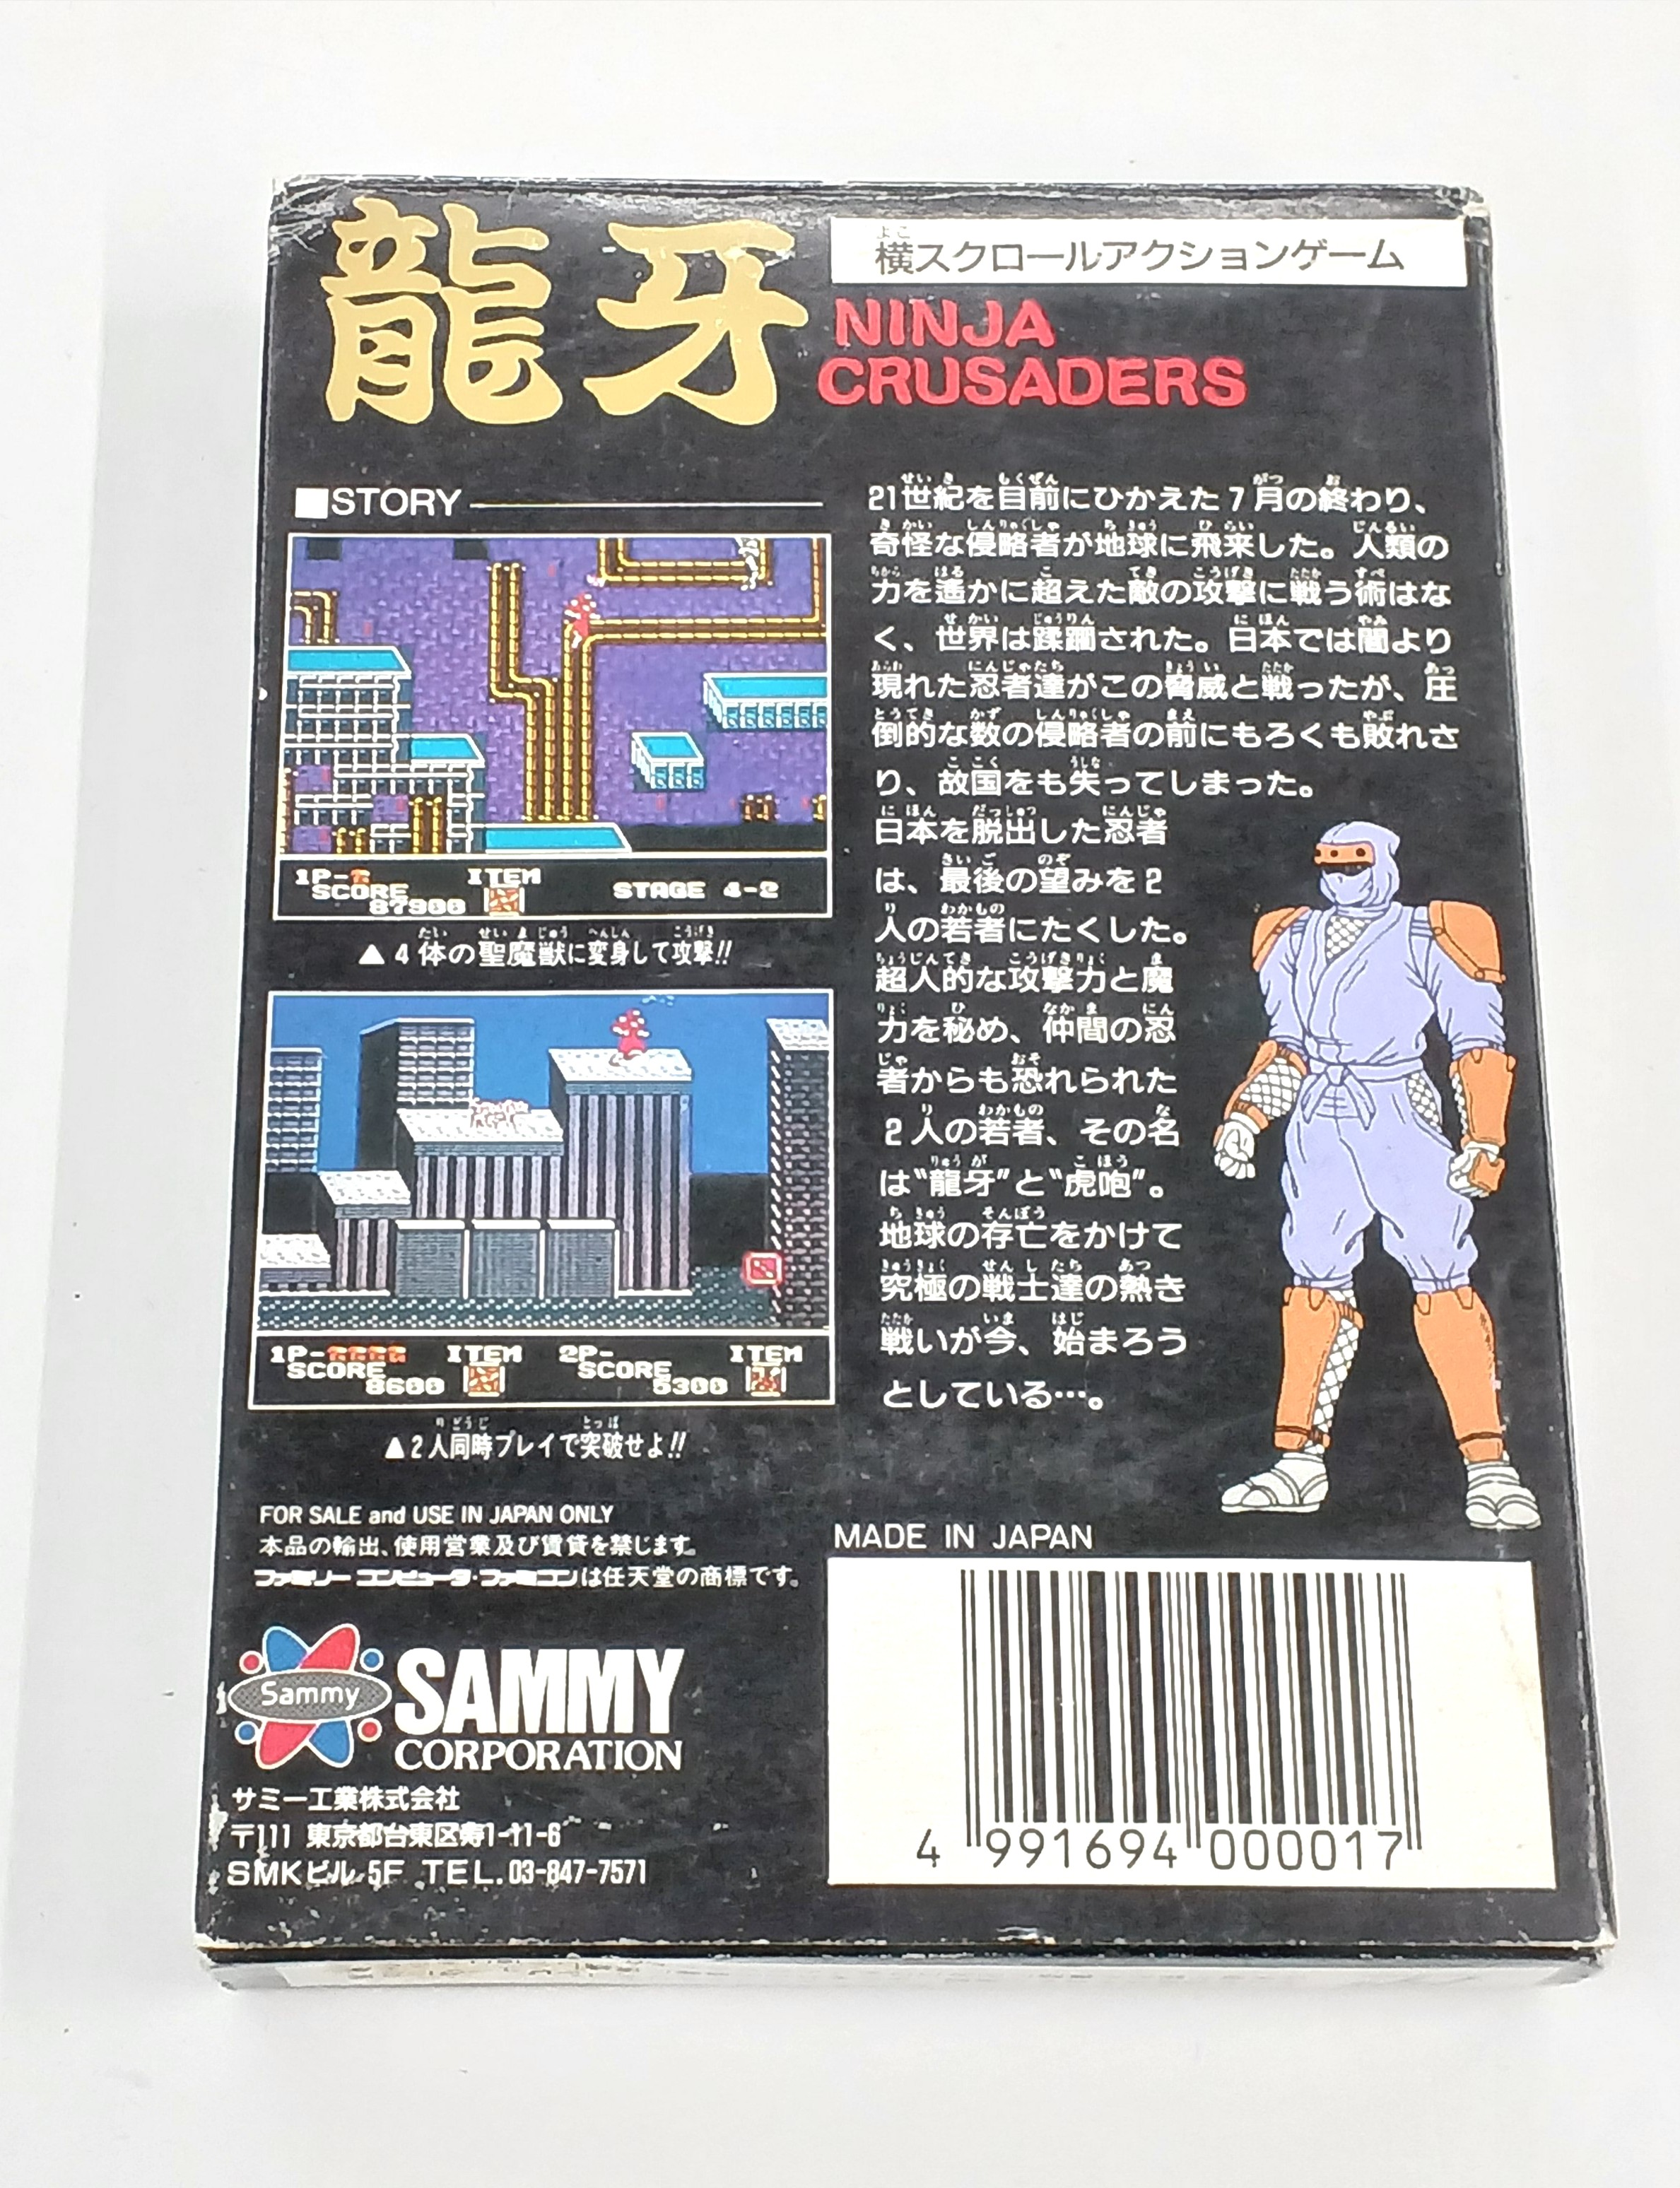 龍牙
横スクロールアクションゲーム
NINJA
CRUSADERS
■STORY
1P-
SCORE
87900
ITEM
STAGE 4-2
▲4体の聖魔獣に変身して攻撃!!
1P-
SCORE
8600
ITEM
2P-
SCORE
5300
ITEM
▲2人同時プレイで突破せよ!!
21世紀を目前にひかえた7月の終わり、
奇怪な侵略者が地球に飛来した。人類の
力を遙かに超えた敵の攻撃に戦う術はな
く、世界は蹂躙された。日本では闇より
現れた忍者達がこの脅威と戦ったが、圧
倒的な数の侵略者の前にもろくも敗れさ
り、故国をも失ってしまった。
日本を脱出した忍者
は、最後の望みを2
人の若者にたくした。
超人的な攻撃力と魔
力を秘め、仲間の忍
者からも恐れられた
2人の若者、その名
は“龍牙”と“虎咆”。
地球の存亡をかけて
究極の戦士達の熱き
戦いが今、始まろう
としている…。
FOR SALE and USE IN JAPAN ONLY
本品の輸出、使用営業及び賃貸を禁じます。
ファミリーコンピュータ・ファミコンは任天堂の商標です。
MADE IN JAPAN
Sammy
SAMMY
CORPORATION
サミー工業株式会社
〒111 東京都台東区寿1-11-6
SMKビル5F TEL.03-847-7571
4 991694 000017